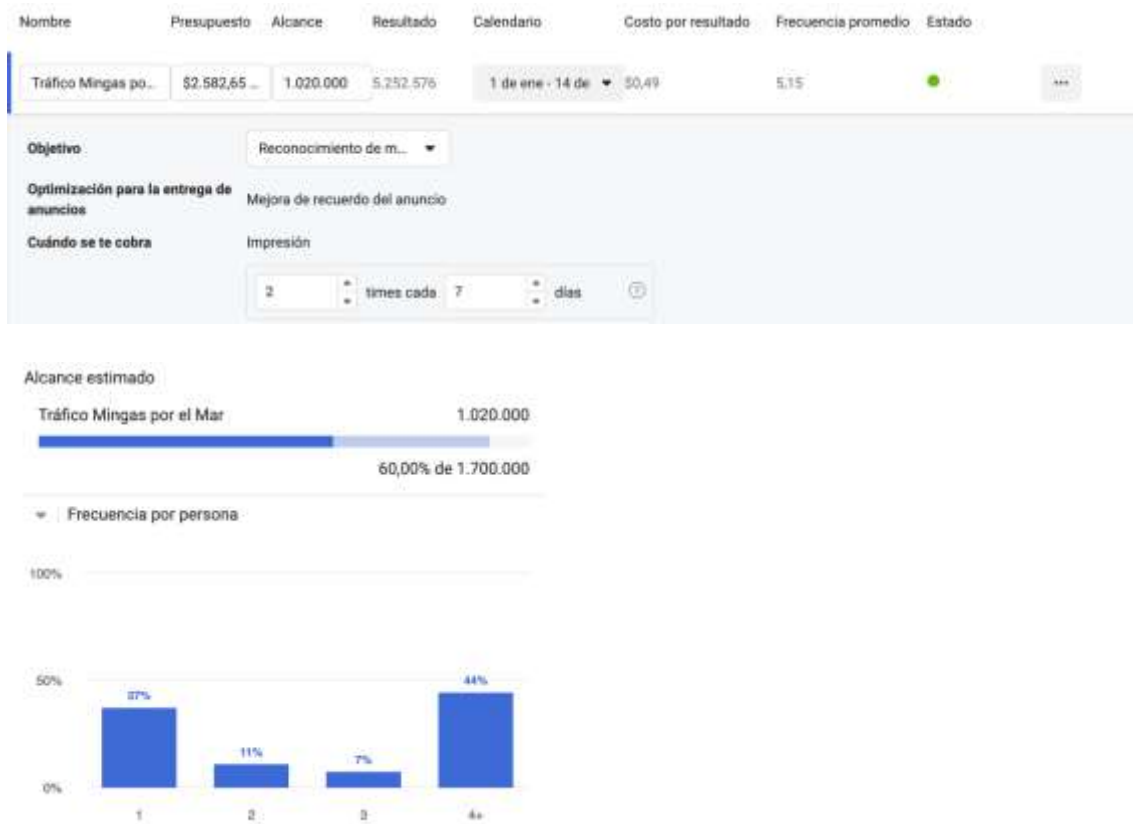 Nombre Presupuesto Alcance Resultado Calendario Costo por resultado Frecuencia promedio Estado
Tráfico Mingas po... $2.582,65 ... 1.020.000 5.252.576 1 de ene - 14 de $0,49 5,15 ...
Objetivo Reconocimiento de m...
Optimización para la entrega de
anuncios Mejora de recuerdo del anuncio
Cuándo se te cobra Impresión
2 times cada 7 días
Alcance estimado
Tráfico Mingas por el Mar 1.020.000
60,00% de 1.700.000
Frecuencia por persona
100%
50%
37% 11% 7% 44%
0%
1 2 3 4+